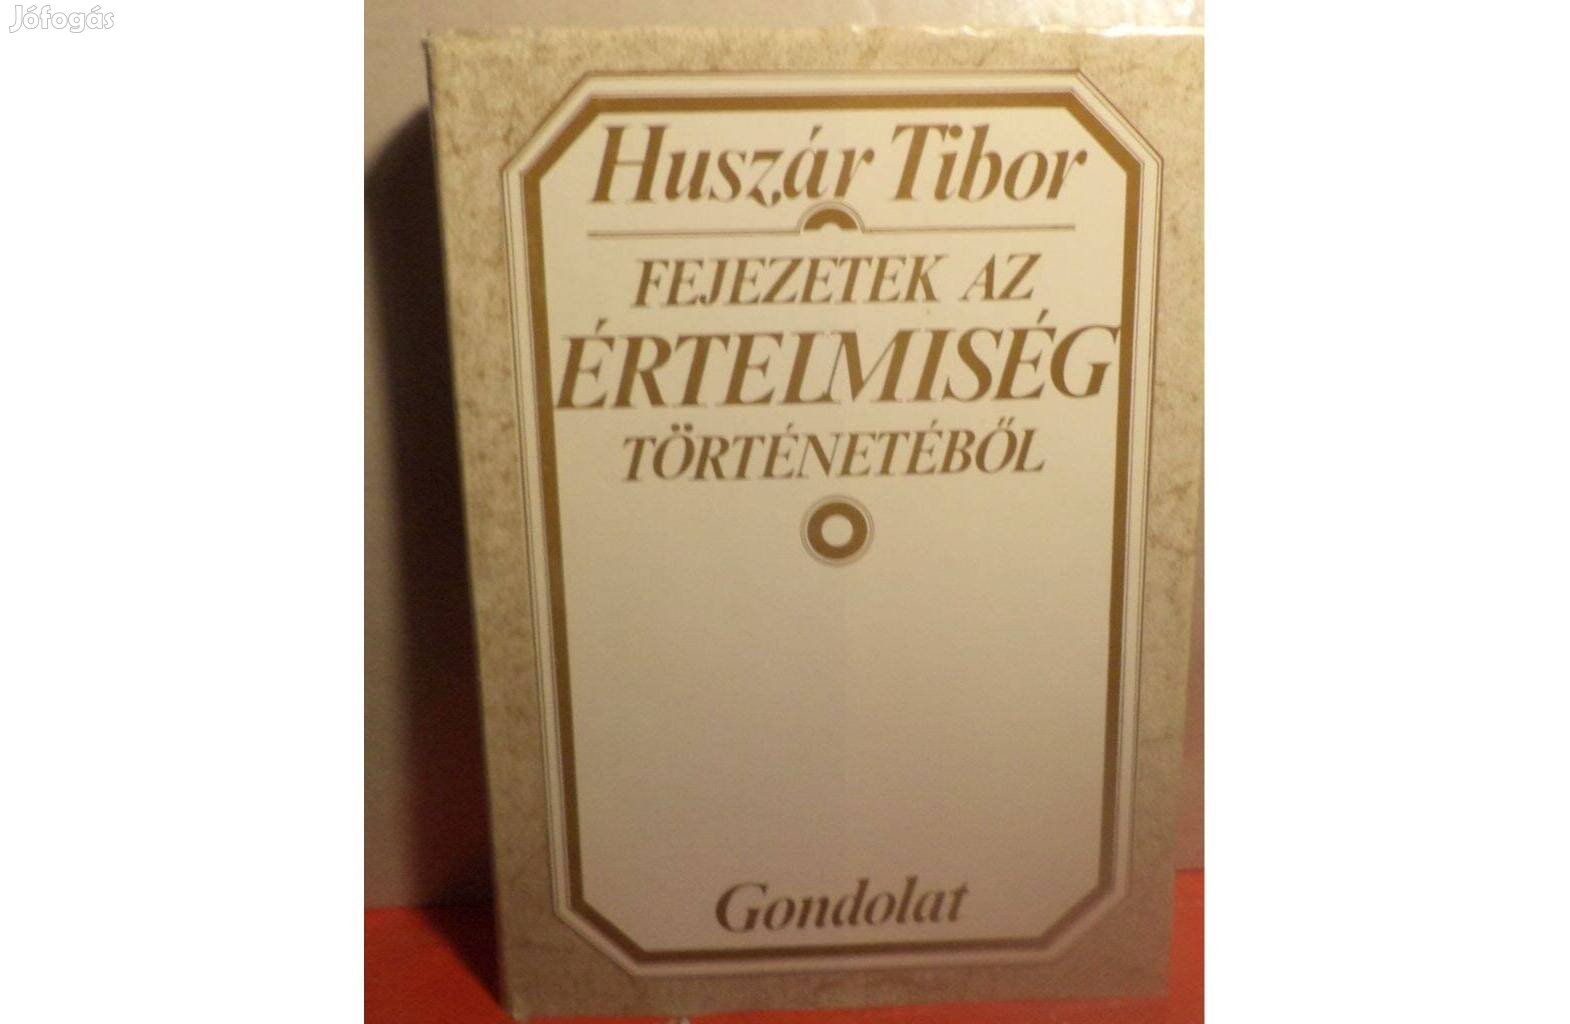 Jófogás
Huszár Tibor
FEJEZETEK AZ
ÉRTELMISÉG
TÖRTÉNETÉBŐL
Gondolat